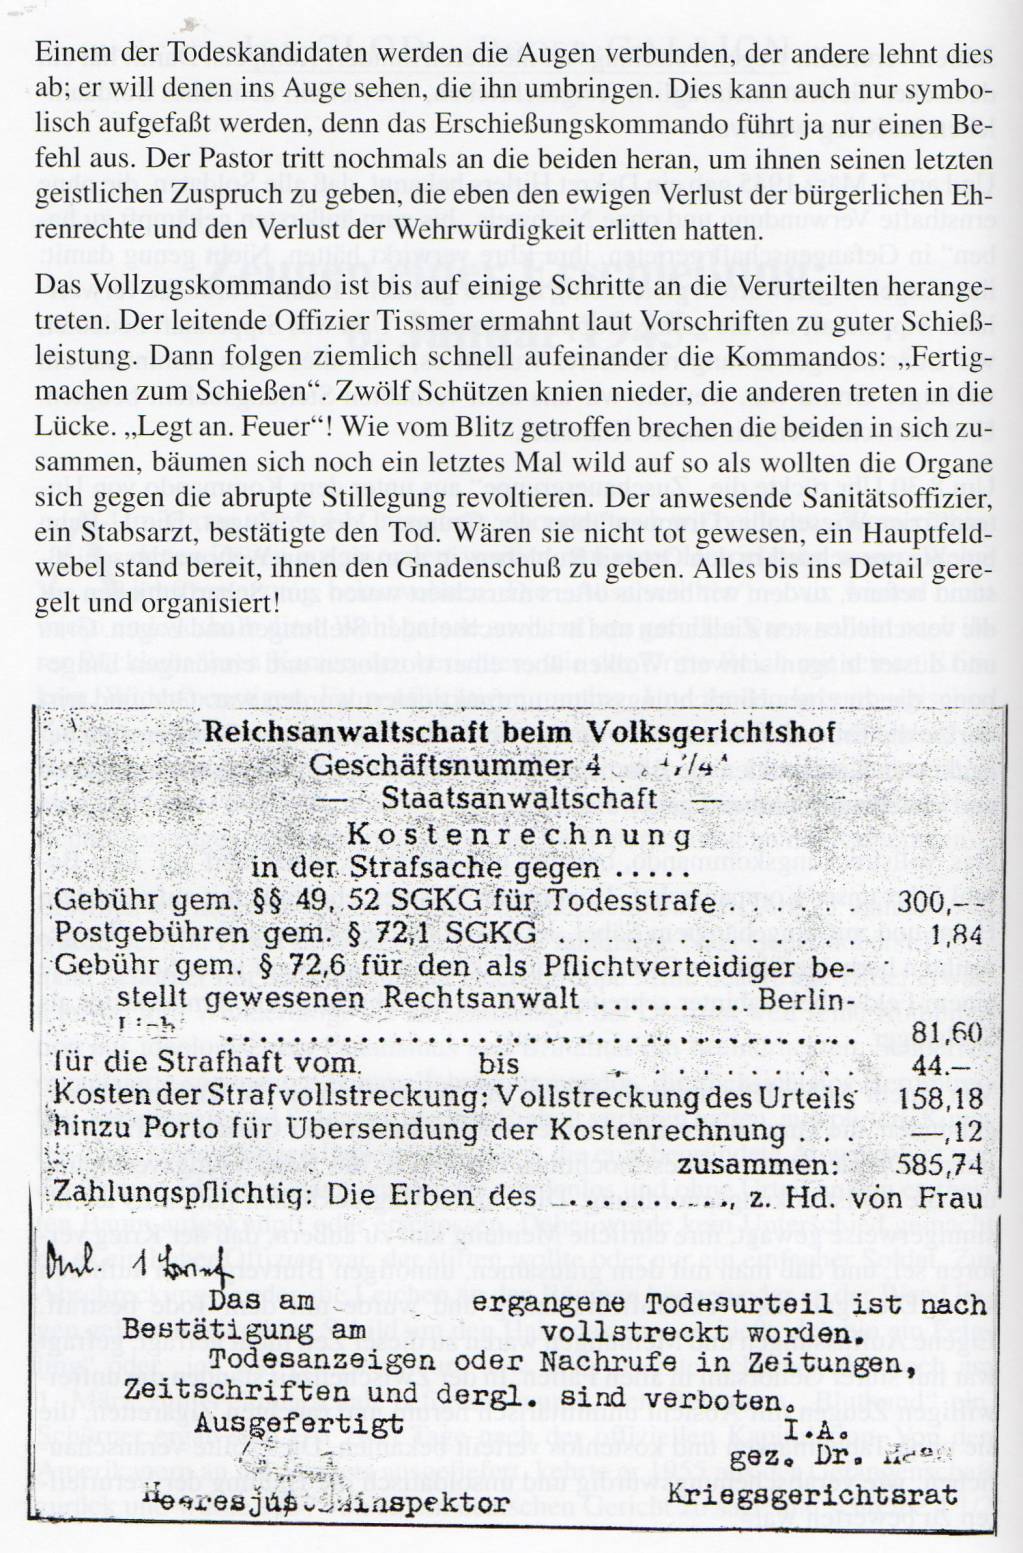 Einem der Todeskandidaten werden die Augen verbunden, der andere lehnt dies
ab; er will denen ins Auge sehen, die ihn umbringen. Dies kann auch nur symbo-
lisch aufgefaßt werden, denn das Erschießungskommando führt ja nur einen Be-
fehl aus. Der Pastor tritt nochmals an die beiden heran, um ihnen seinen letzten
geistlichen Zuspruch zu geben, die eben den ewigen Verlust der bürgerlichen Eh-
renrechte und den Verlust der Wehrwürdigkeit erlitten hatten.
Das Vollzugskommando ist bis auf einige Schritte an die Verurteilten herange-
treten. Der leitende Offizier Tissmer ermahnt laut Vorschriften zu guter Schieß-
leistung. Dann folgen ziemlich schnell aufeinander die Kommandos: „Fertig-
machen zum Schießen“. Zwölf Schützen knien nieder, die anderen treten in die
Lücke. „Legt an. Feuer“! Wie vom Blitz getroffen brechen die beiden in sich zu-
sammen, bäumen sich noch ein letztes Mal wild auf so als wollten die Organe
sich gegen die abrupte Stillegung revoltieren. Der anwesende Sanitätsoffizier,
ein Stabsarzt, bestätigte den Tod. Wären sie nicht tot gewesen, ein Hauptfeld-
webel stand bereit, ihnen den Gnadenschuß zu geben. Alles bis ins Detail gere-
gelt und organisiert!
Reichsanwaltschaft beim Volksgerichtshof
Geschäftsnummer 4
— Staatsanwaltschaft —
Kostenrechnung
in der Strafsache gegen .....
Gebühr gem. §§ 49, 52 SGKG für Todesstrafe . . . . . 300,–
Postgebühren gem. § 72,1 SGKG . . . . . . . 1,84
Gebühr gem. § 72,6 für den als Pflichtverteidiger be-
stellt gewesenen Rechtsanwalt ........ Berlin-
........................... 81,60
für die Strafhaft vom. bis . . . . . . . 44.–
Kosten der Strafvollstreckung: Vollstreckung des Urteils 158,18
hinzu Porto für Übersendung der Kostenrechnung . . . —,12
zusammen: 585,74
Zahlungspflichtig: Die Erben des ........, z. Hd. von Frau
Das am ergangene Todesurteil ist nach
Bestätigung am vollstreckt worden.
Todesanzeigen oder Nachrufe in Zeitungen,
Zeitschriften und dergl. sind verboten.
Ausgefertigt I.A.
gez. Dr.
Heeresjustizinspektor Kriegsgerichtsrat